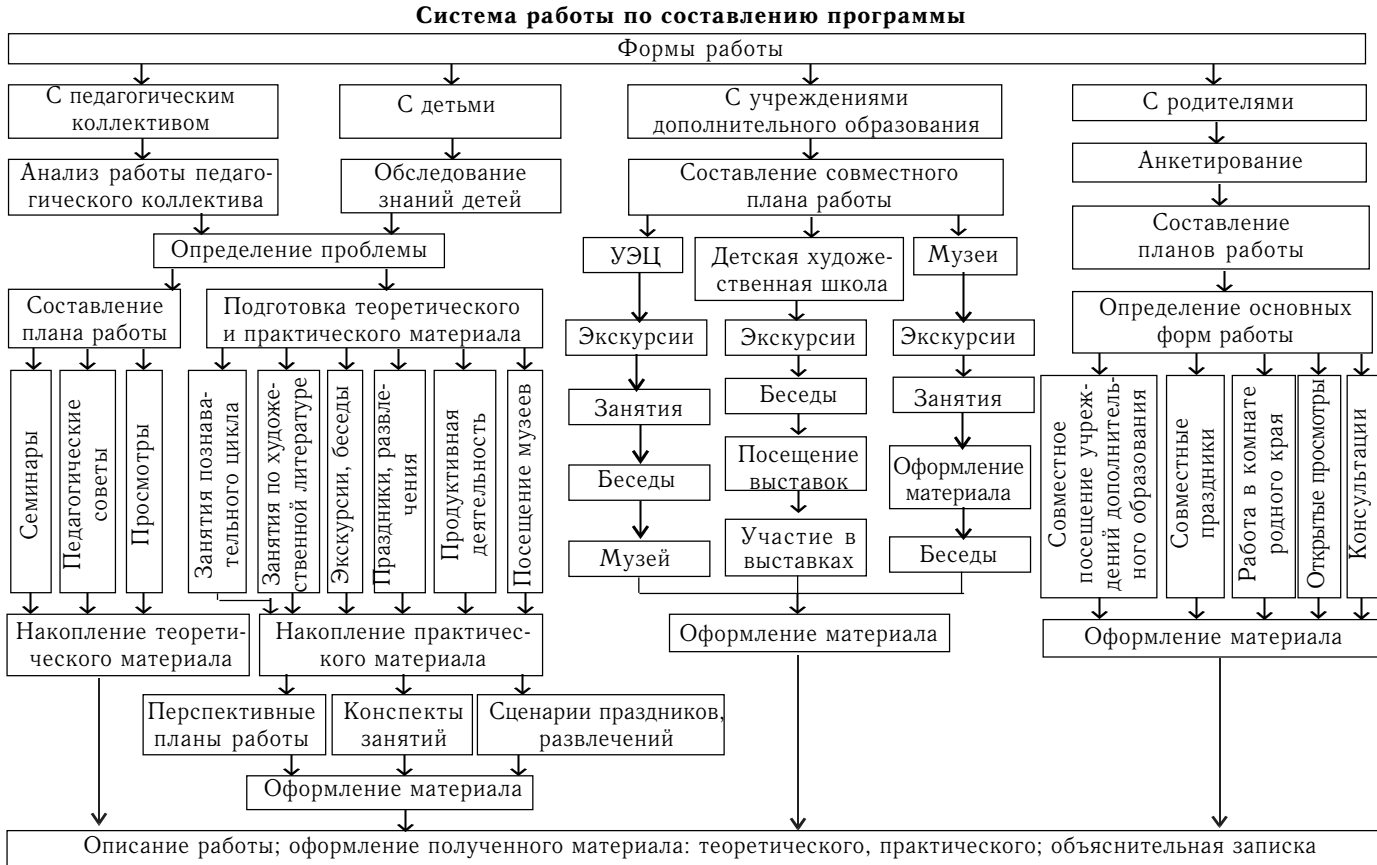 Система работы по составлению программы
Формы работы
С педагогическим
коллективом
С детьми
С учреждениями
дополнительного образования
С родителями
Анализ работы педаго-
гического коллектива
Обследование
знаний детей
Составление совместного
плана работы
Анкетирование
Определение проблемы
УЭЦ
Детская художе-
ственная школа
Музеи
Составление
планов работы
Составление
плана работы
Подготовка теоретического
и практического материала
Экскурсии
Экскурсии
Экскурсии
Определение основных
форм работы
Семинары
Педагогические
советы
Просмотры
Занятия познава-
тельного цикла
Занятия по художе-
ственной литературе
Экскурсии, беседы
Праздники, развле-
чения
Продуктивная
деятельность
Посещение музеев
Занятия
Беседы
Занятия
Беседы
Посещение
выставок
Оформление
материала
Музей
Участие в
выставках
Беседы
Совместное
посещение учреж-
дений дополнитель-
ного образования
Совместные
праздники
Работа в комнате
родного края
Открытые просмотры
Консультации
Накопление теорети-
ческого материала
Накопление практичес-
кого материала
Оформление материала
Оформление материала
Перспективные
планы работы
Конспекты
занятий
Сценарии праздников,
развлечений
Оформление материала
Описание работы; оформление полученного материала: теоретического, практического; объяснительная записка